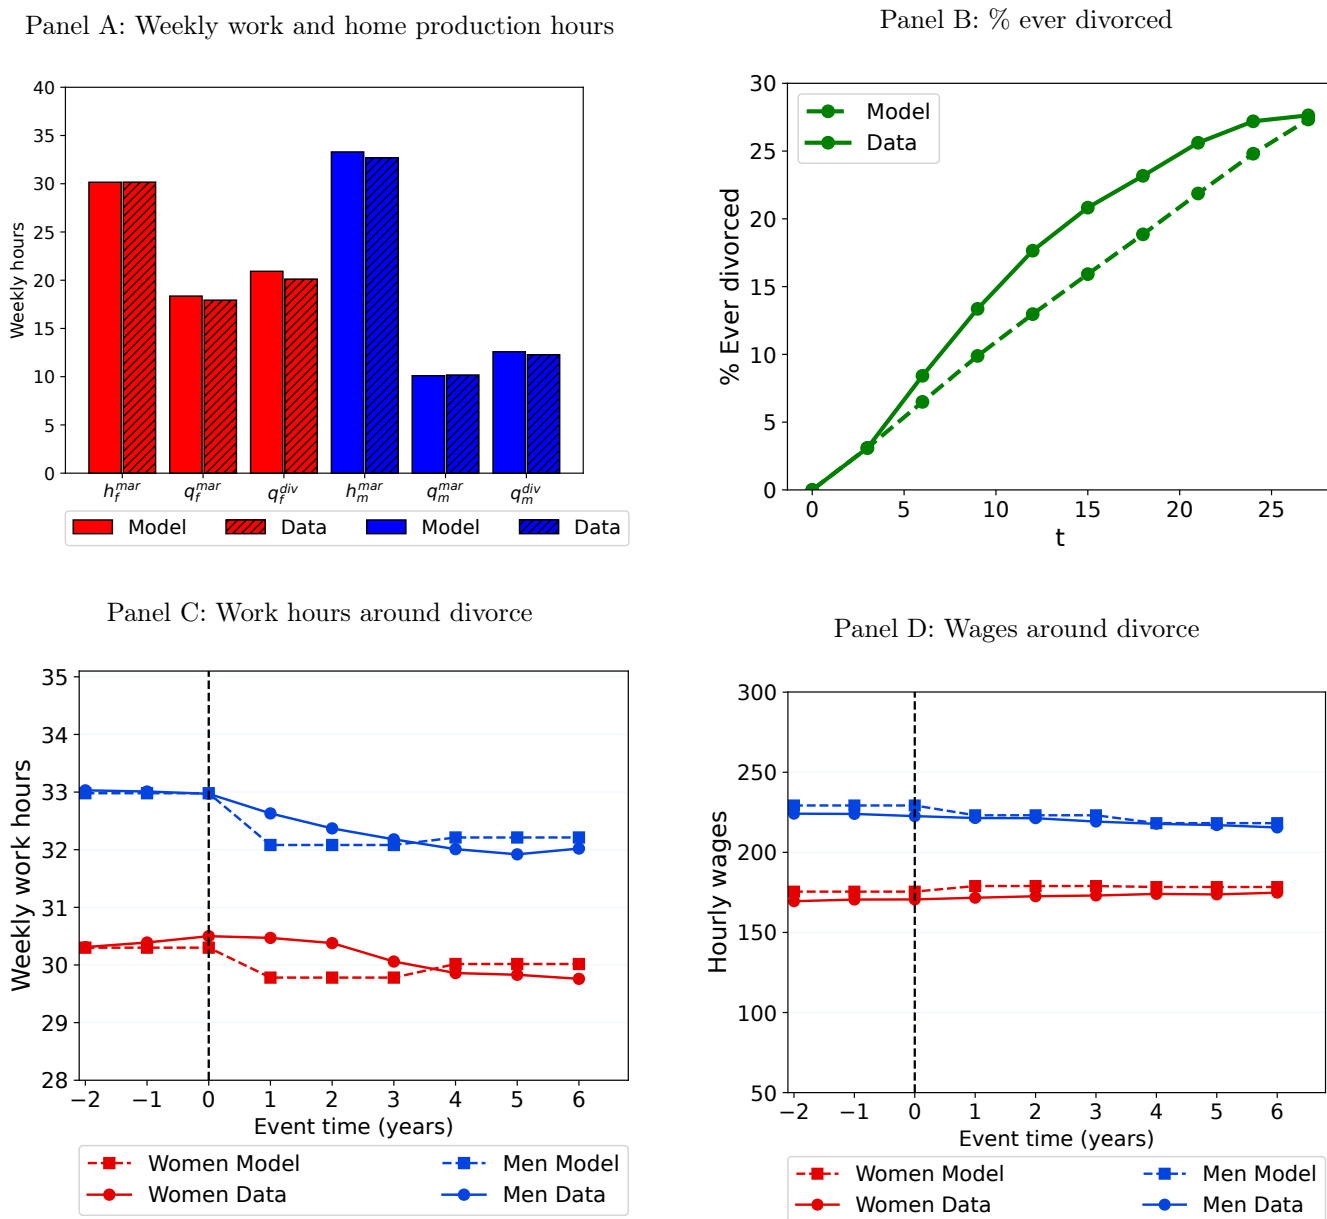 Panel A: Weekly work and home production hours
Weekly hours
40
35
30
25
20
15
10
5
0
h_f^{mar} q_f^{mar} q_f^{div} h_m^{mar} q_m^{mar} q_m^{div}
Model Data Model Data
Panel B: % ever divorced
% Ever divorced
30
25
20
15
10
5
0
Model
Data
0 5 10 15 20 25
t
Panel C: Work hours around divorce
Weekly work hours
35
34
33
32
31
30
29
28
−2 −1 0 1 2 3 4 5 6
Event time (years)
Women Model Men Model
Women Data Men Data
Panel D: Wages around divorce
Hourly wages
300
250
200
150
100
50
−2 −1 0 1 2 3 4 5 6
Event time (years)
Women Model Men Model
Women Data Men Data